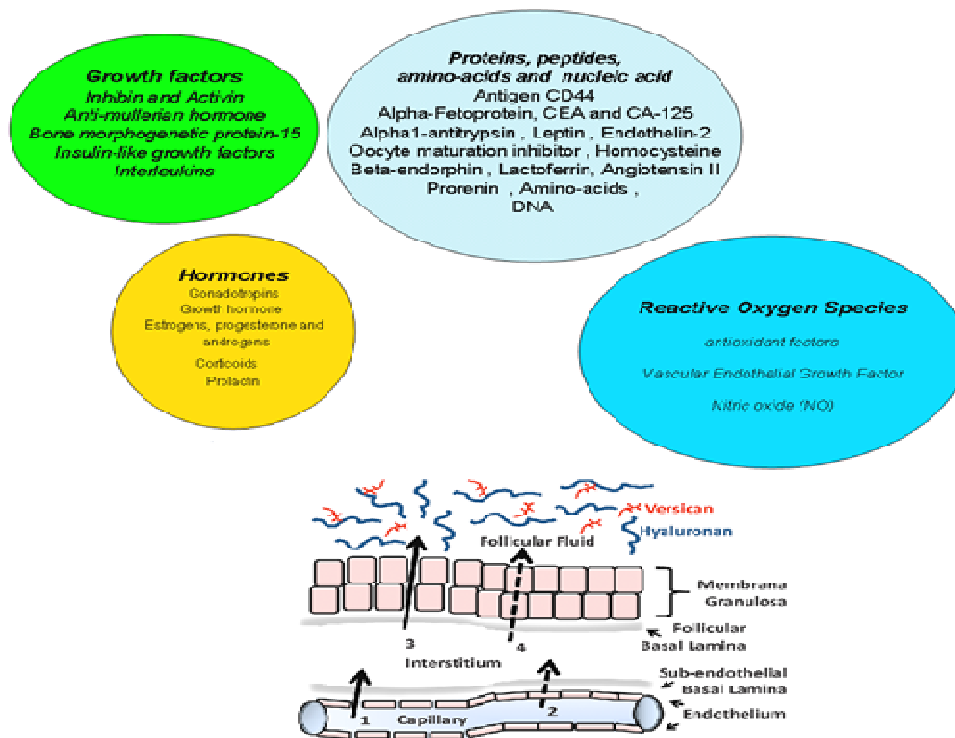 Growth factors
Inhibin and Activin
Anti-mullerian hormone
Bone morphogenetic protein-15
Insulin-like growth factors
Interleukins
Proteins, peptides,
amino-acids and nucleic acid
Antigen CD44
Alpha-Fetoprotein, CEA and CA-125
Alpha1-antitrypsin , Leptin , Endothelin-2
Oocyte maturation inhibitor , Homocysteine
Beta-endorphin , Lactoferrin, Angiotensin II
Prorenin , Amino-acids ,
DNA
Hormones
Gonadotropins
Growth hormone
Estrogens, progesterone and
androgens
Corticoids
Prolactin
Reactive Oxygen Species
antioxidant factors
Vascular Endothelial Growth Factor
Nitric oxide (NO)
Versican
Hyaluronan
Follicular Fluid
Membrana
Granulosa
Follicular
Basal Lamina
3
4
Interstitium
Sub-endothelial
Basal Lamina
Endothelium
1
Capillary
2